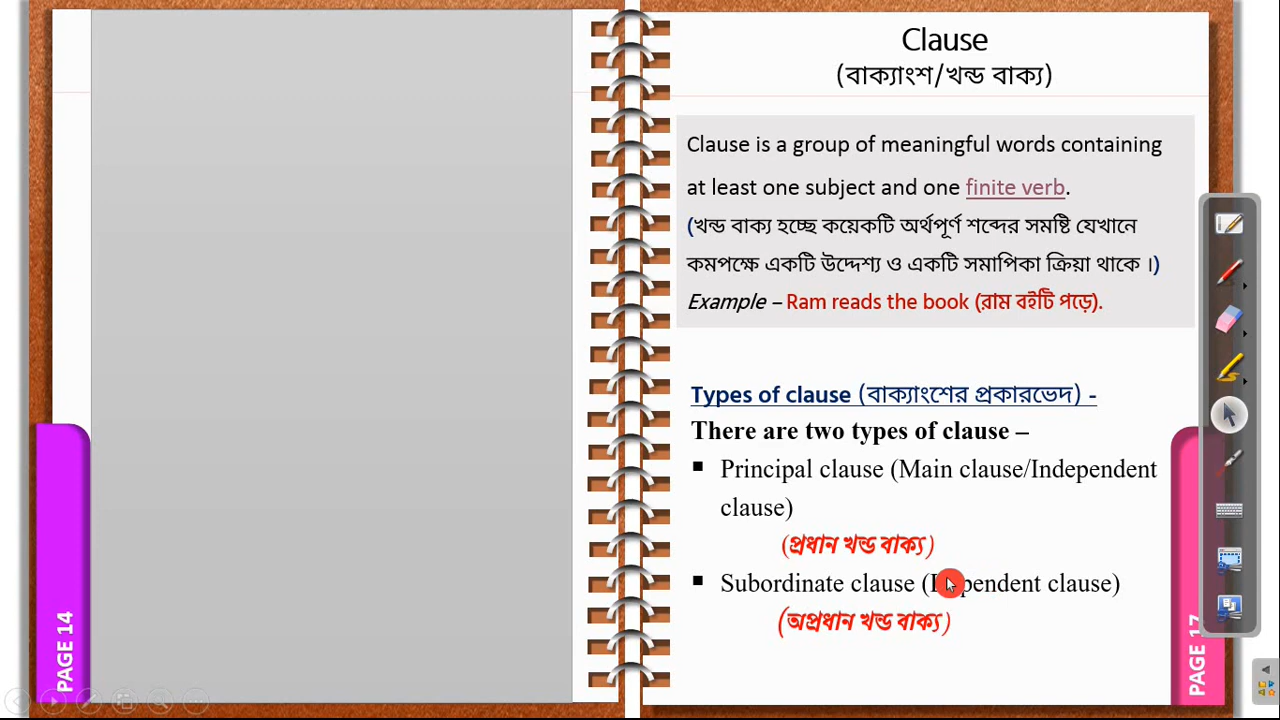 PAGE 14
Clause
(বাক্যাংশ/খন্ড বাক্য)
Clause is a group of meaningful words containing
at least one subject and one finite verb.
(খন্ড বাক্য হচ্ছে কয়েকটি অর্থপূর্ণ শব্দের সমষ্টি যেখানে
কমপক্ষে একটি উদ্দেশ্য ও একটি সমাপিকা ক্রিয়া থাকে ।)
Example – Ram reads the book (রাম বইটি পড়ে).
Types of clause (বাক্যাংশের প্রকারভেদ) -
There are two types of clause –
▪ Principal clause (Main clause/Independent
clause)
(প্রধান খন্ড বাক্য)
▪ Subordinate clause (Dependent clause)
(অপ্রধান খন্ড বাক্য)
PAGE 17